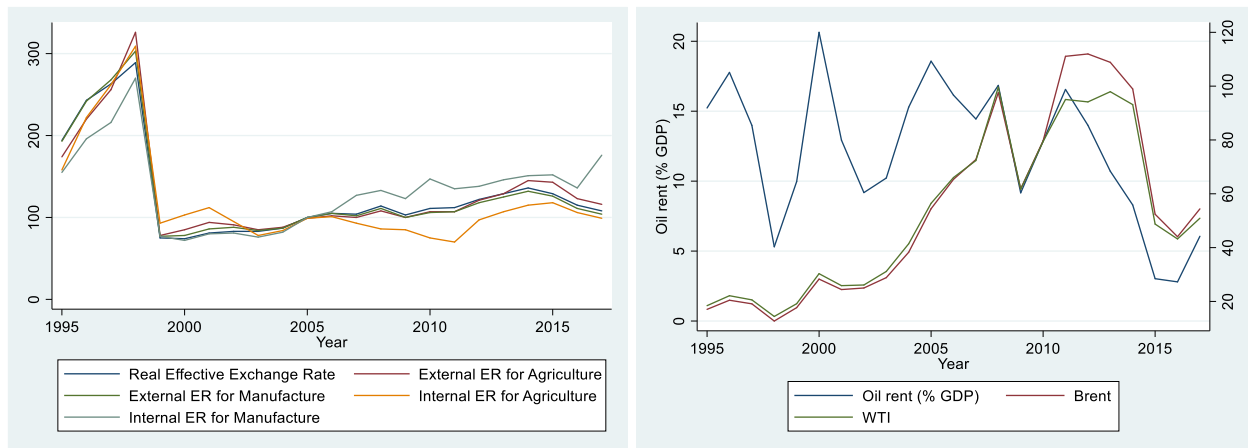 300
200
100
0
1995
2000
2005
2010
2015
Year
Real Effective Exchange Rate
External ER for Agriculture
External ER for Manufacture
Internal ER for Agriculture
Internal ER for Manufacture
Oil rent (% GDP)
20
15
10
5
0
120
100
80
60
40
20
1995
2000
2005
2010
2015
Year
Oil rent (% GDP)
Brent
WTI